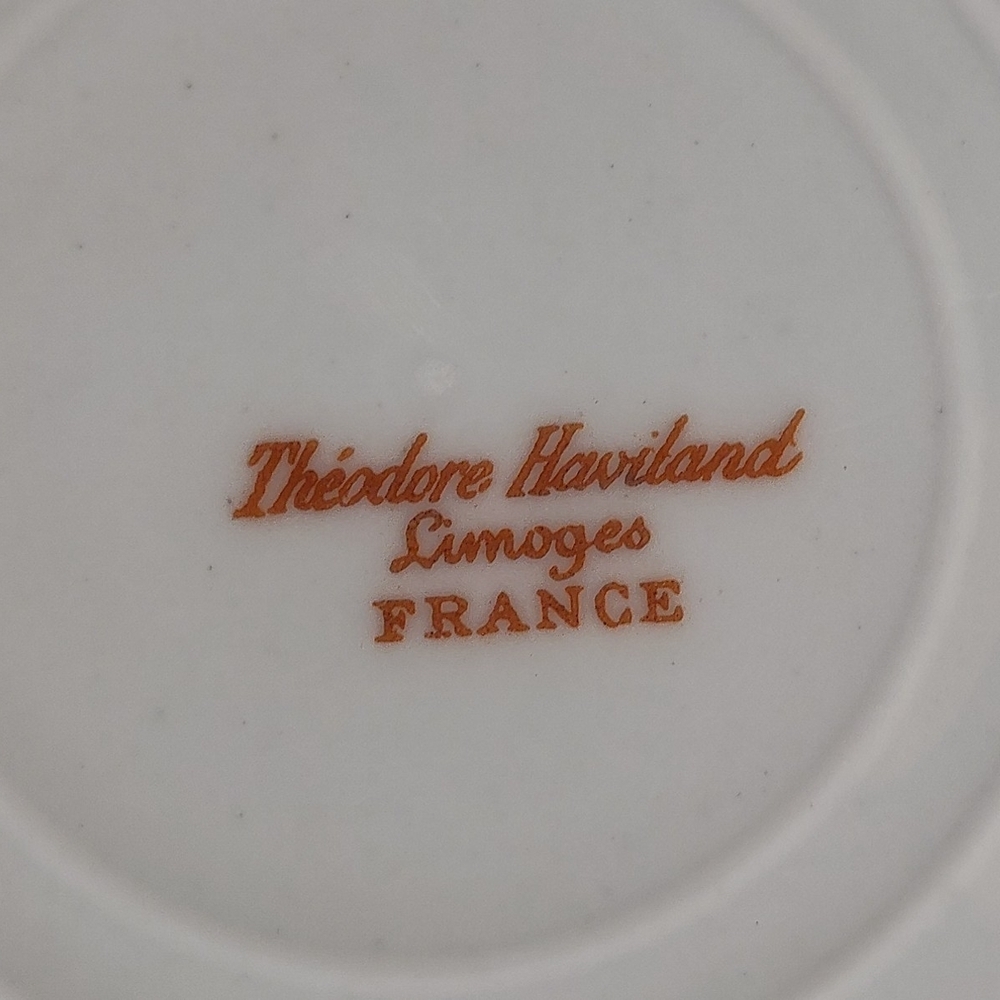 Théodore Haviland
Limoges
FRANCE